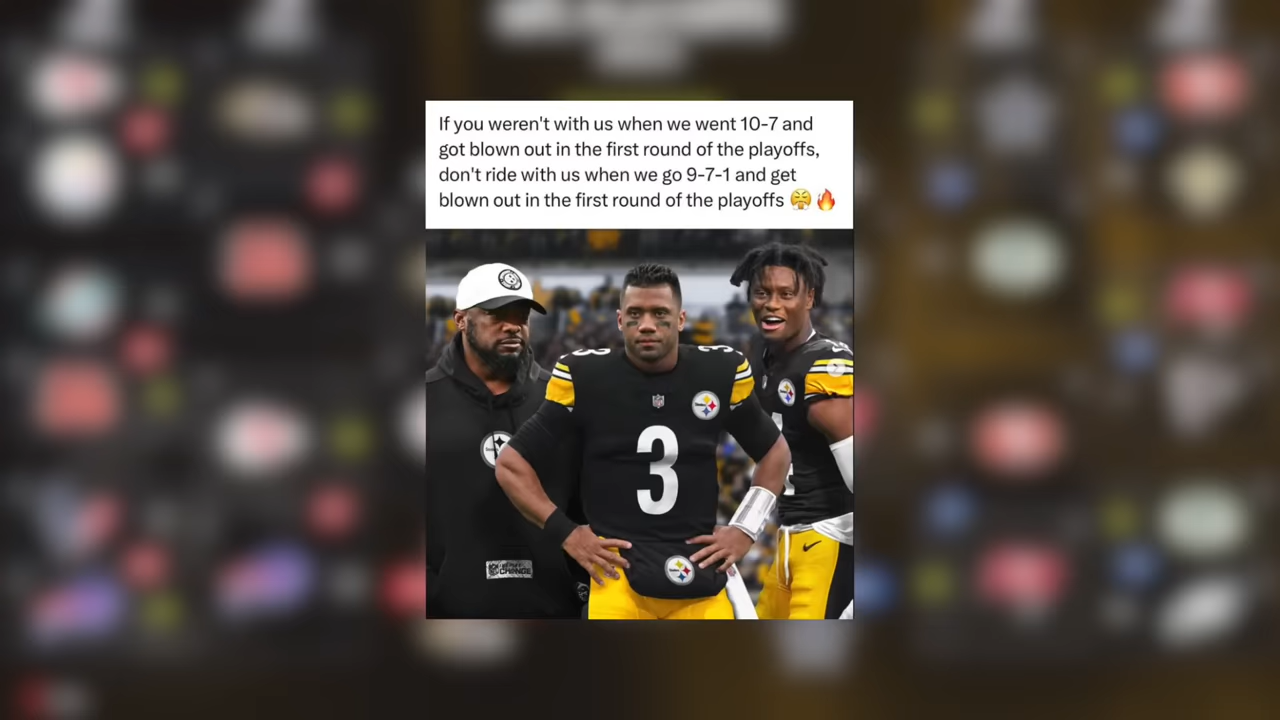 If you weren't with us when we went 10-7 and
got blown out in the first round of the playoffs,
don't ride with us when we go 9-7-1 and get
blown out in the first round of the playoffs 😤🔥
3
3
3